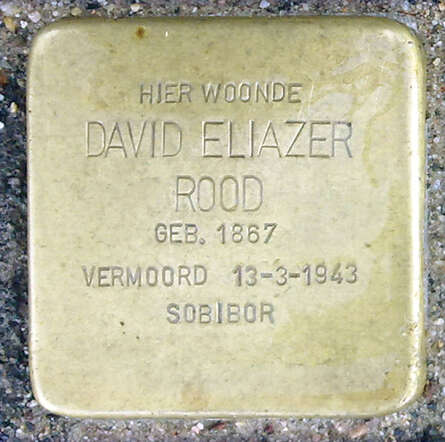 HIER WOONDE
DAVID ELIAZER
ROOD
GEB. 1867
VERMOORD 13-3-1943
SOBIBOR